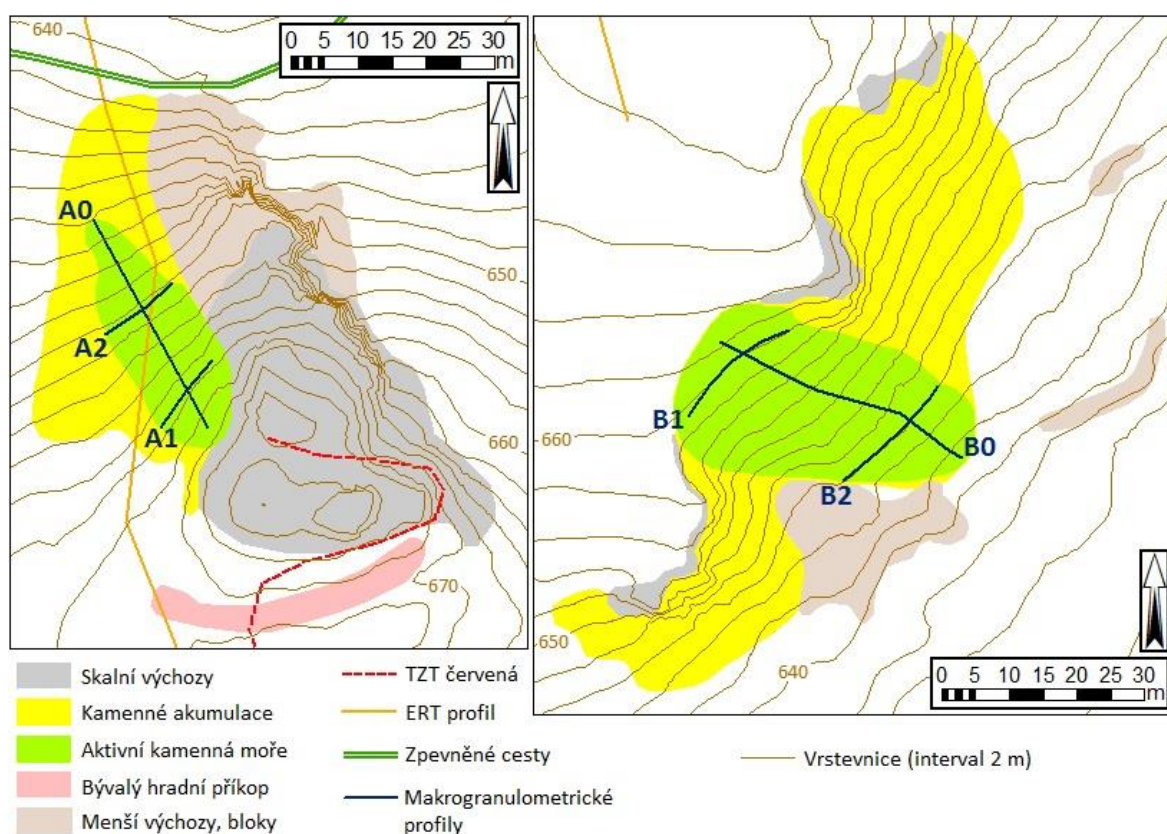 640
0 5 10 15 20 25 30
m
A0
650
A2
A1
660
670
0 5 10 15 20 25 30
m
660
B1
B0
B2
650
640
Skalní výchozy
Kamenné akumulace
Aktivní kamenná moře
Bývalý hradní příkop
Menší výchozy, bloky
TZT červená
ERT profil
Zpevněné cesty
Makrogranulometrické
profily
Vrstevnice (interval 2 m)